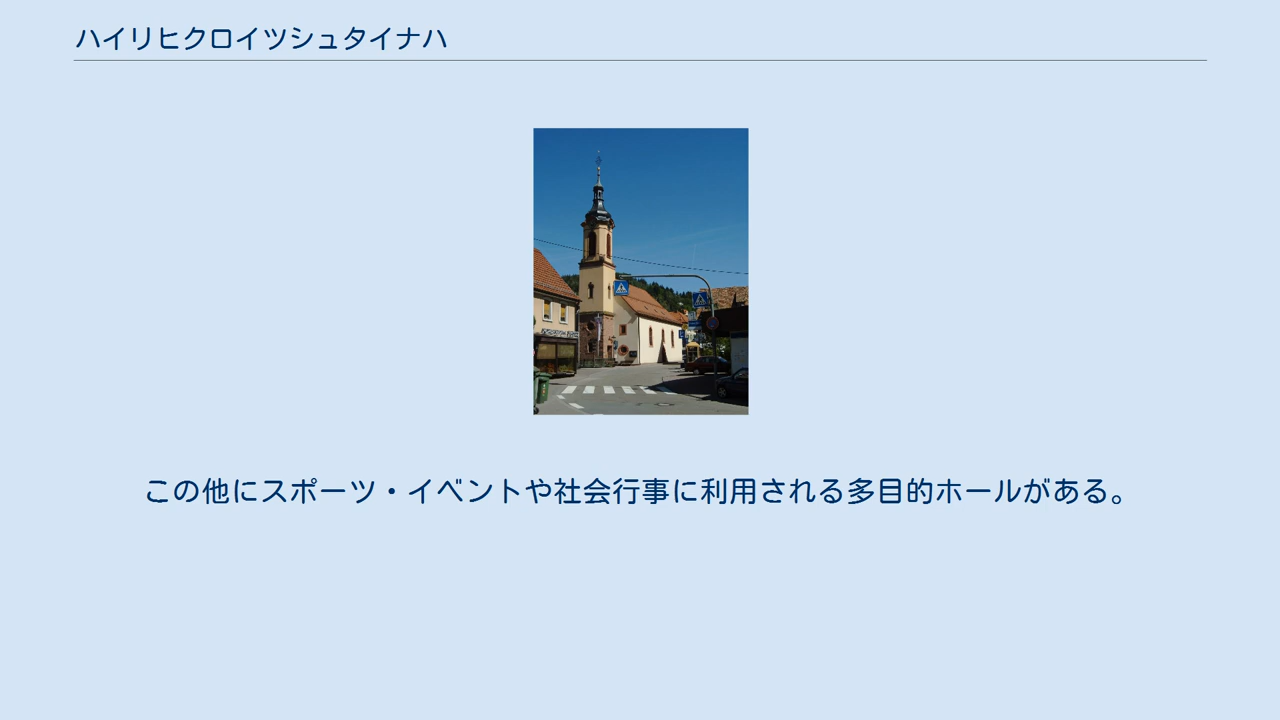 ハイリヒクロイツシュタイナハ
この他にスポーツ・イベントや社会行事に利用される多目的ホールがある。